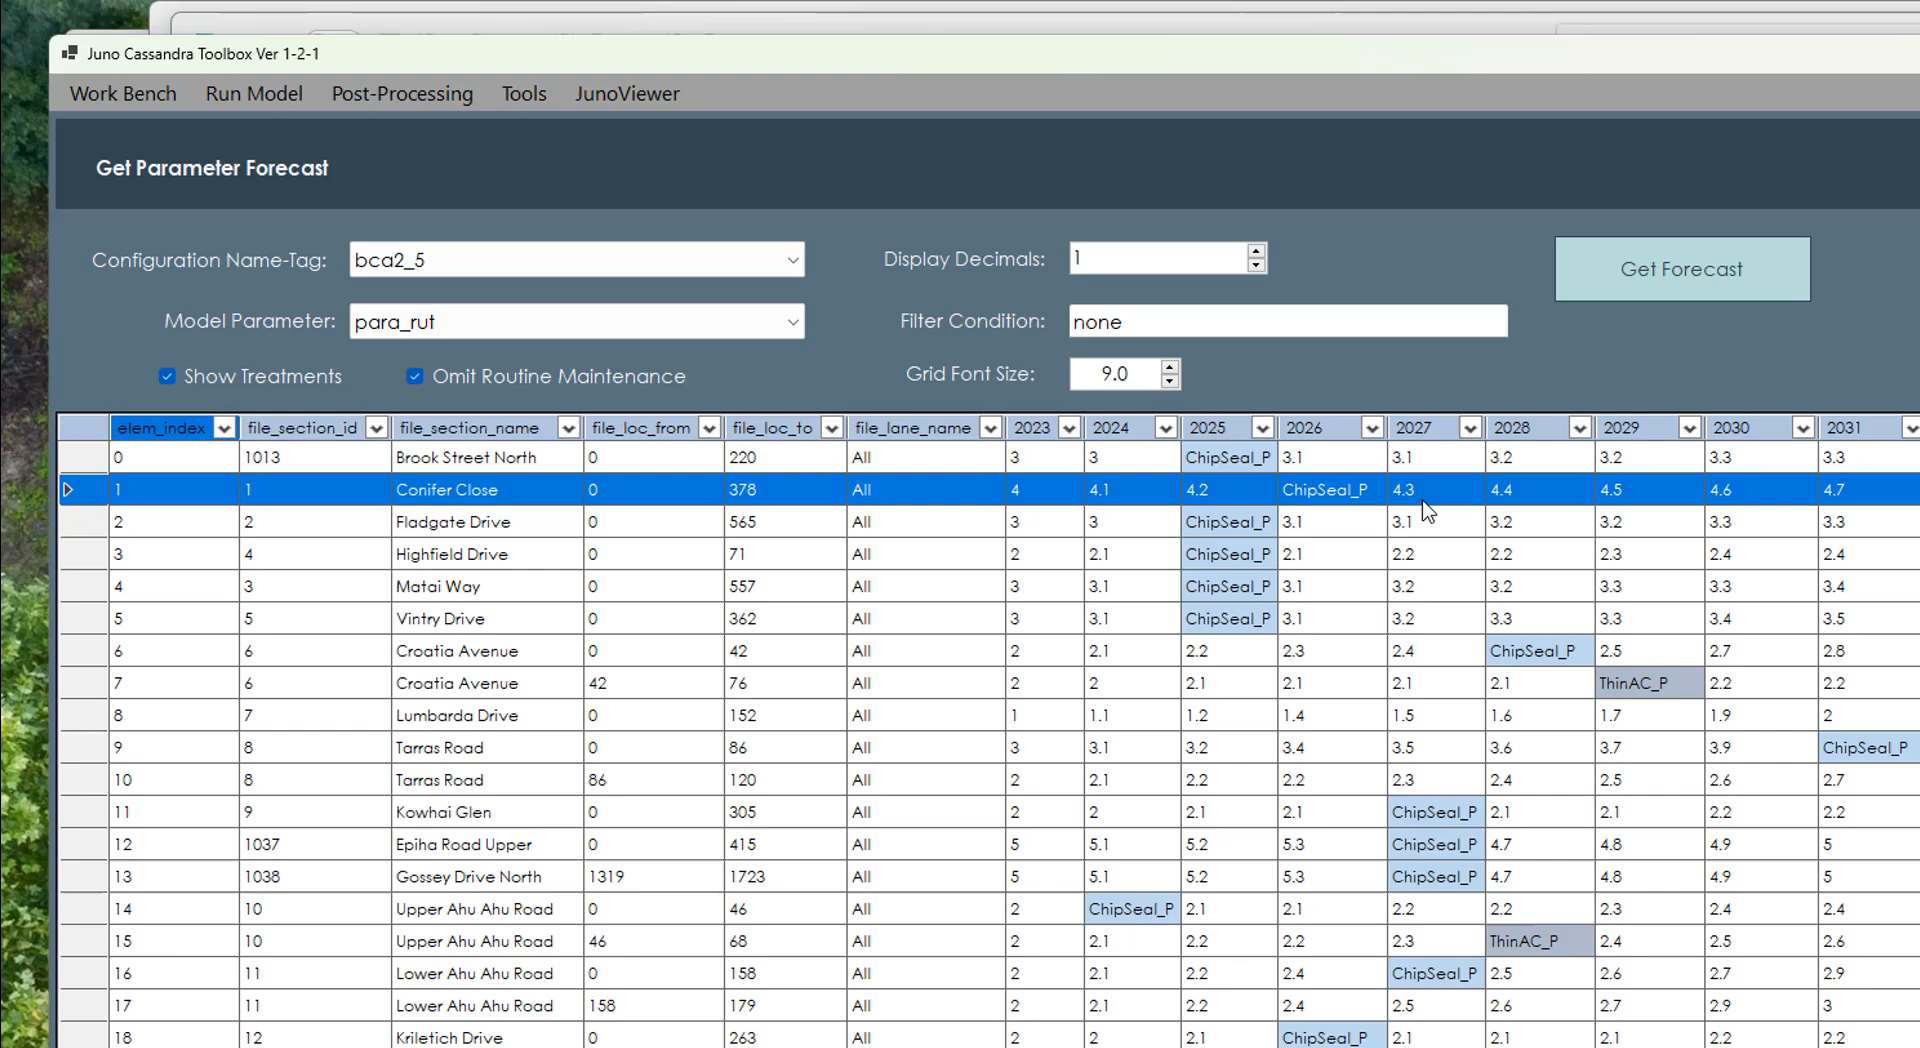 Juno Cassandra Toolbox Ver 1-2-1
Work Bench Run Model Post-Processing Tools JunoViewer
Get Parameter Forecast
Configuration Name-Tag: bca2_5 Display Decimals: 1 Get Forecast
Model Parameter: para_rut Filter Condition: none
Show Treatments Omit Routine Maintenance Grid Font Size: 9.0
elem_index file_section_id file_section_name file_loc_from file_loc_to file_lane_name 2023 2024 2025 2026 2027 2028 2029 2030 2031
0 1013 Brook Street North 0 220 All 3 3 ChipSeal_P 3.1 3.1 3.2 3.2 3.3 3.3
1 1 Conifer Close 0 378 All 4 4.1 4.2 ChipSeal_P 4.3 4.4 4.5 4.6 4.7
2 2 Fladgate Drive 0 565 All 3 3 ChipSeal_P 3.1 3.1 3.2 3.2 3.3 3.3
3 4 Highfield Drive 0 71 All 2 2.1 ChipSeal_P 2.1 2.2 2.2 2.3 2.4 2.4
4 3 Matai Way 0 557 All 3 3.1 ChipSeal_P 3.1 3.2 3.2 3.3 3.3 3.4
5 5 Vintry Drive 0 362 All 3 3.1 ChipSeal_P 3.1 3.2 3.3 3.3 3.4 3.5
6 6 Croatia Avenue 0 42 All 2 2.1 2.2 2.3 2.4 ChipSeal_P 2.5 2.7 2.8
7 6 Croatia Avenue 42 76 All 2 2 2.1 2.1 2.1 2.1 ThinAC_P 2.2 2.2
8 7 Lumbarda Drive 0 152 All 1 1.1 1.2 1.4 1.5 1.6 1.7 1.9 2
9 8 Tarras Road 0 86 All 3 3.1 3.2 3.4 3.5 3.6 3.7 3.9 ChipSeal_P
10 8 Tarras Road 86 120 All 2 2.1 2.2 2.2 2.3 2.4 2.5 2.6 2.7
11 9 Kowhai Glen 0 305 All 2 2 2.1 2.1 ChipSeal_P 2.1 2.1 2.2 2.2
12 1037 Epiha Road Upper 0 415 All 5 5.1 5.2 5.3 ChipSeal_P 4.7 4.8 4.9 5
13 1038 Gossey Drive North 1319 1723 All 5 5.1 5.2 5.3 ChipSeal_P 4.7 4.8 4.9 5
14 10 Upper Ahu Ahu Road 0 46 All 2 ChipSeal_P 2.1 2.1 2.2 2.2 2.3 2.4 2.4
15 10 Upper Ahu Ahu Road 46 68 All 2 2.1 2.2 2.2 2.3 ThinAC_P 2.4 2.5 2.6
16 11 Lower Ahu Ahu Road 0 158 All 2 2.1 2.2 2.4 ChipSeal_P 2.5 2.6 2.7 2.9
17 11 Lower Ahu Ahu Road 158 179 All 2 2.1 2.2 2.4 2.5 2.6 2.7 2.9 3
18 12 Kriletich Drive 0 263 All 2 2 2.1 ChipSeal_P 2.1 2.1 2.1 2.2 2.2